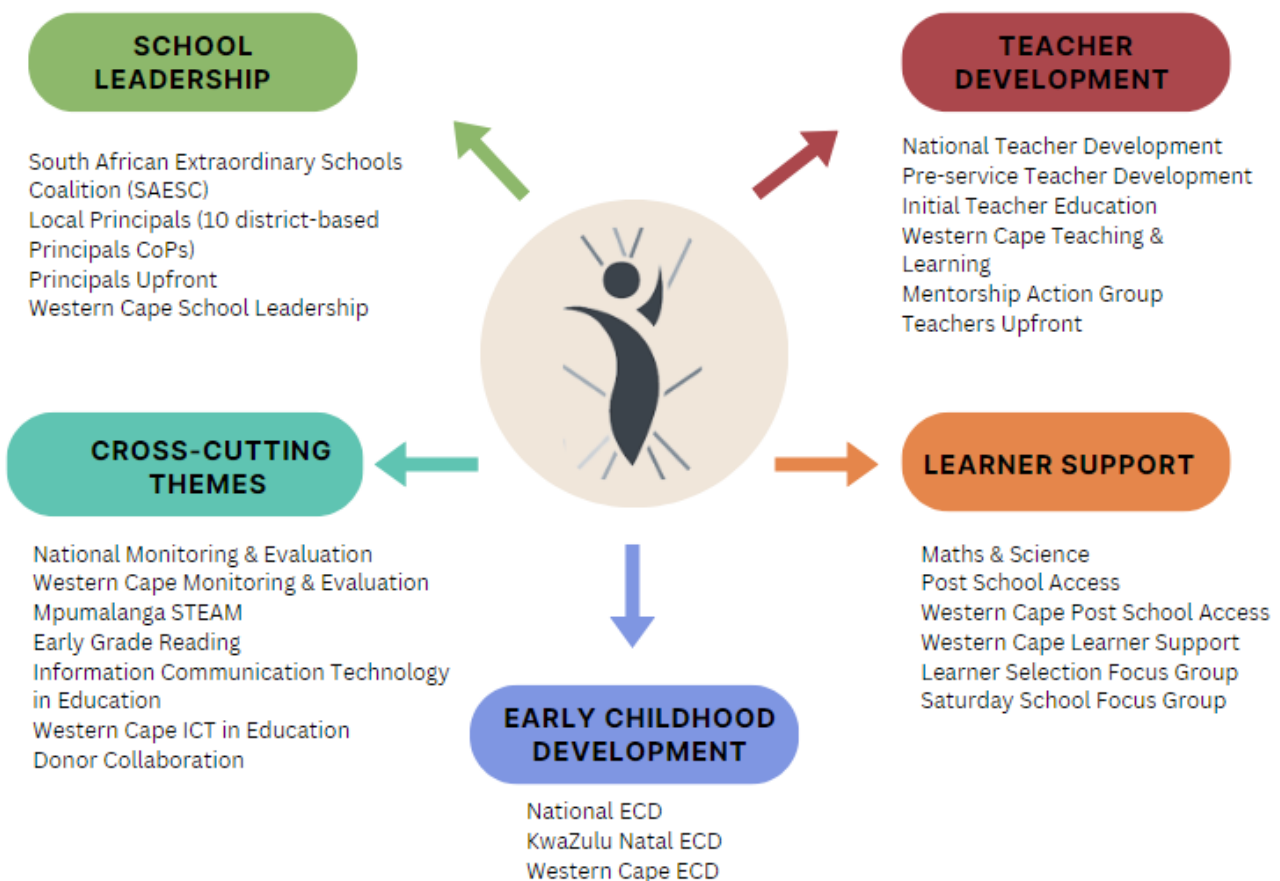 SCHOOL
LEADERSHIP
South African Extraordinary Schools
Coalition (SAESC)
Local Principals (10 district-based
Principals CoPs)
Principals Upfront
Western Cape School Leadership
TEACHER
DEVELOPMENT
National Teacher Development
Pre-service Teacher Development
Initial Teacher Education
Western Cape Teaching &
Learning
Mentorship Action Group
Teachers Upfront
CROSS-CUTTING
THEMES
National Monitoring & Evaluation
Western Cape Monitoring & Evaluation
Mpumalanga STEAM
Early Grade Reading
Information Communication Technology
in Education
Western Cape ICT in Education
Donor Collaboration
LEARNER SUPPORT
Maths & Science
Post School Access
Western Cape Post School Access
Western Cape Learner Support
Learner Selection Focus Group
Saturday School Focus Group
EARLY CHILDHOOD
DEVELOPMENT
National ECD
KwaZulu Natal ECD
Western Cape ECD